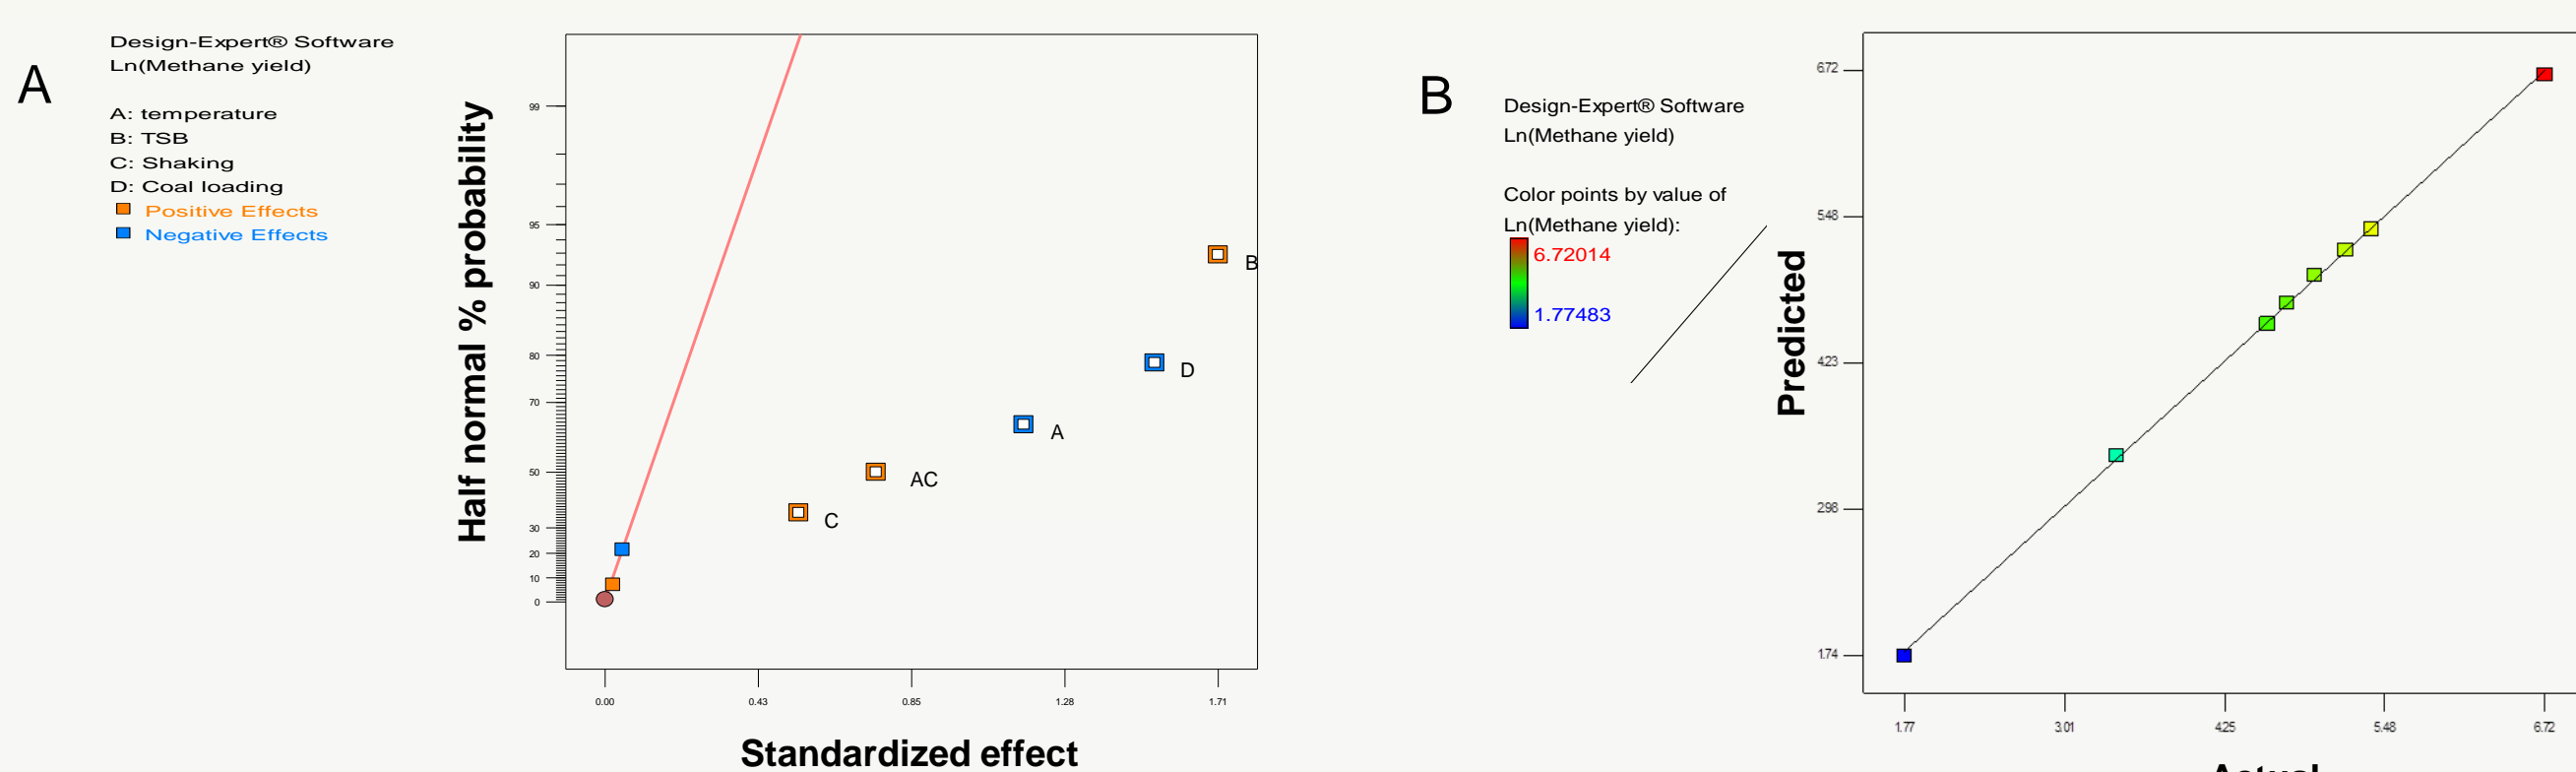 A
Design-Expert® Software
Ln(Methane yield)
A: temperature
B: TSB
C: Shaking
D: Coal loading
Positive Effects
Negative Effects
Half normal % probability
99
95
90
80
70
50
30
20
10
0
B
D
A
AC
C
0.00
0.43
0.85
1.28
1.71
Standardized effect
B
Design-Expert® Software
Ln(Methane yield)
Color points by value of
Ln(Methane yield):
6.72014
1.77483
Predicted
6.72
5.48
4.23
2.98
1.74
1.77
3.01
4.25
5.48
6.72
Actual